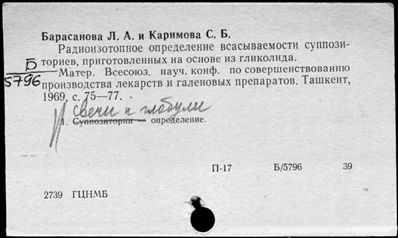 Барасанова Л. А. и Каримова С. Б.
Радиоизотопное определение всасываемости суппози-
ториев, приготовленных на основе из гликолида.
Б
5796
Матер. Всесоюз. науч. конф. по совершенствованию
производства лекарств и галеновых препаратов. Ташкент,
1969, с. 75—77.
Свечи и глобули
1. Суппозитории — определение.
П-17 Б/5796 39
2739 ГЦНМБ